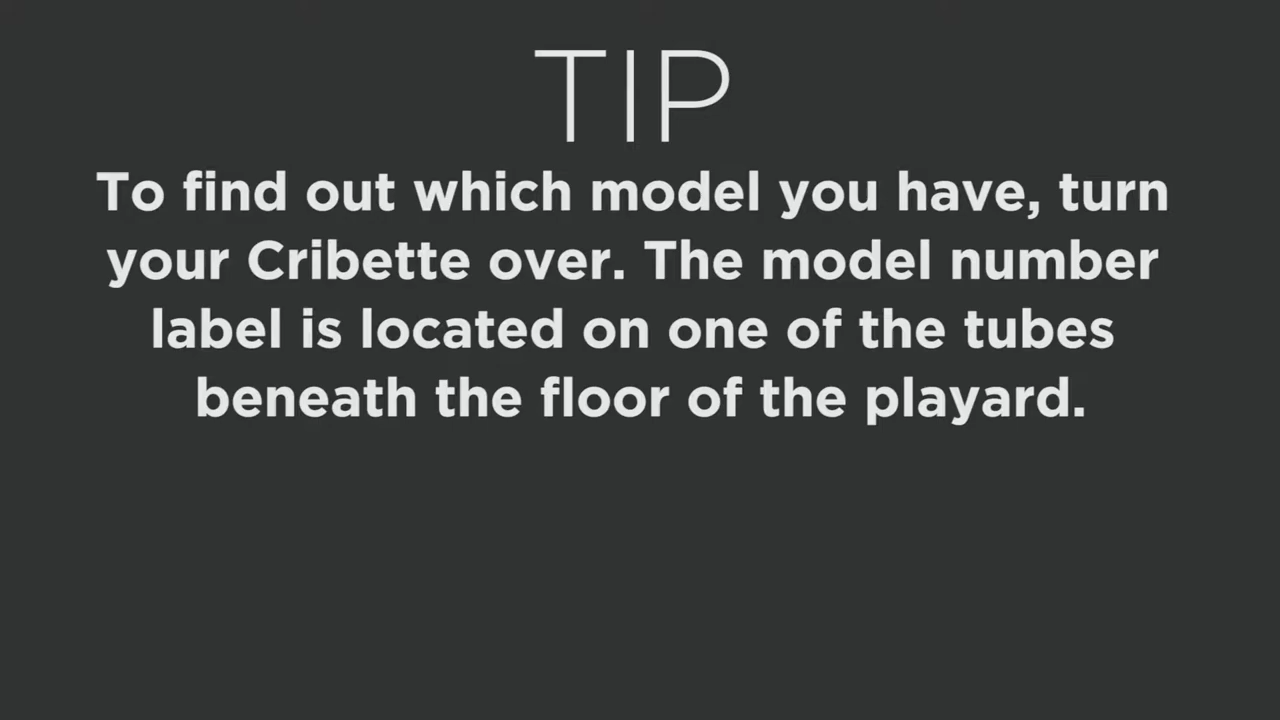 TIP
To find out which model you have, turn
your Cribette over. The model number
label is located on one of the tubes
beneath the floor of the playard.